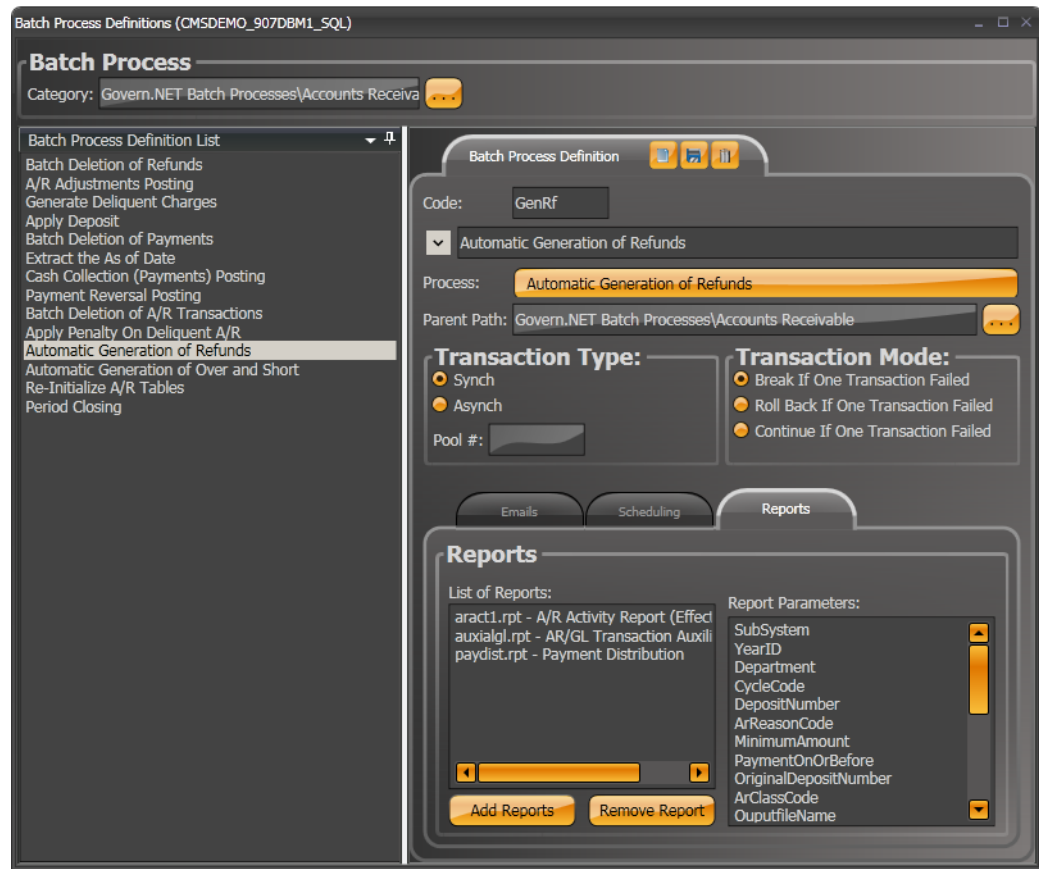 Batch Process Definitions (CMSDEMO_907DBM1_SQL)
Batch Process
Category: Govern.NET Batch Processes\Accounts Receiva ...
Batch Process Definition List
Batch Deletion of Refunds
A/R Adjustments Posting
Generate Deliquent Charges
Apply Deposit
Batch Deletion of Payments
Extract the As of Date
Cash Collection (Payments) Posting
Payment Reversal Posting
Batch Deletion of A/R Transactions
Apply Penalty On Deliquent A/R
Automatic Generation of Refunds
Automatic Generation of Over and Short
Re-Initialize A/R Tables
Period Closing
Batch Process Definition
Code: GenRf
Automatic Generation of Refunds
Process: Automatic Generation of Refunds
Parent Path: Govern.NET Batch Processes\Accounts Receivable ...
Transaction Type:
Synch
Asynch
Pool #:
Transaction Mode:
Break If One Transaction Failed
Roll Back If One Transaction Failed
Continue If One Transaction Failed
Emails Scheduling Reports
Reports
List of Reports:
aract1.rpt - A/R Activity Report (Effect
auxialgl.rpt - AR/GL Transaction Auxili
paydist.rpt - Payment Distribution
Add Reports Remove Report
Report Parameters:
SubSystem
YearID
Department
CycleCode
DepositNumber
ArReasonCode
MinimumAmount
PaymentOnOrBefore
OriginalDepositNumber
ArClassCode
OuputfileName